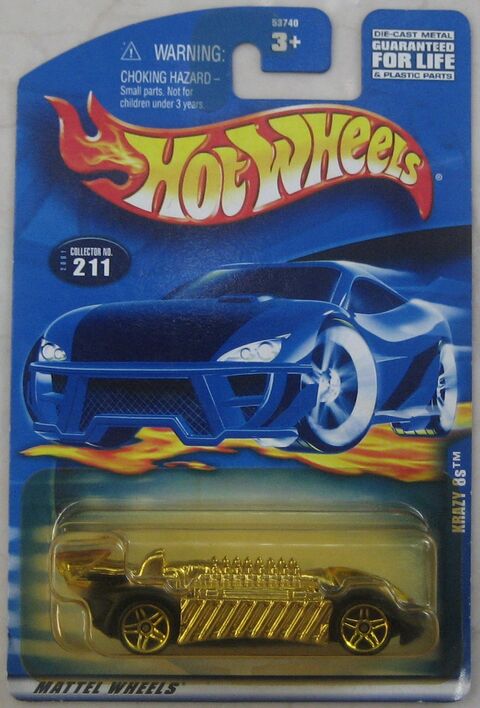 53740
3+
WARNING:
CHOKING HAZARD –
Small parts. Not for
children under 3 years.
DIE-CAST METAL
GUARANTEED
FOR LIFE
& PLASTIC PARTS
HOT WHEELS®
2001
COLLECTOR NO.
211
KRAZY 8s™
MATTEL WHEELS®